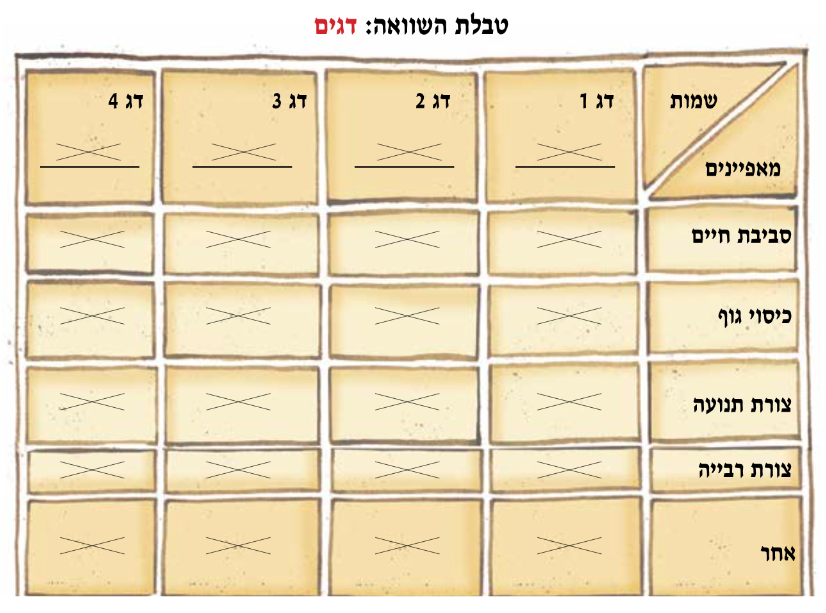 טבלת השוואה: דגים
שמות
מאפיינים
דג 1
דג 2
דג 3
דג 4
סביבת חיים
כיסוי גוף
צורת תנועה
צורת רבייה
אחר